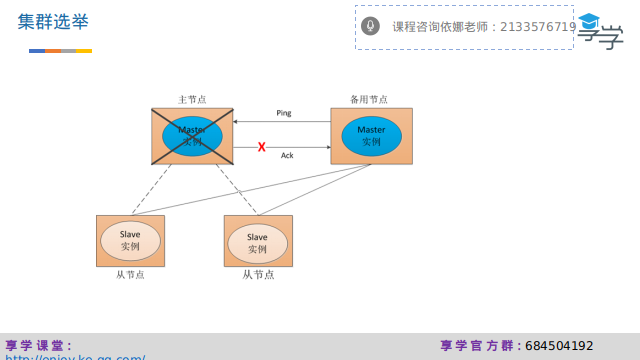 集群选举
课程咨询依娜老师：2133576719
享学
主节点
备用节点
Master
实例
Ping
Master
实例
X
Ack
Slave
实例
Slave
实例
从节点
从节点
享学课堂：
http://enjoy.ke.qq.com/
享学官方群：684504192